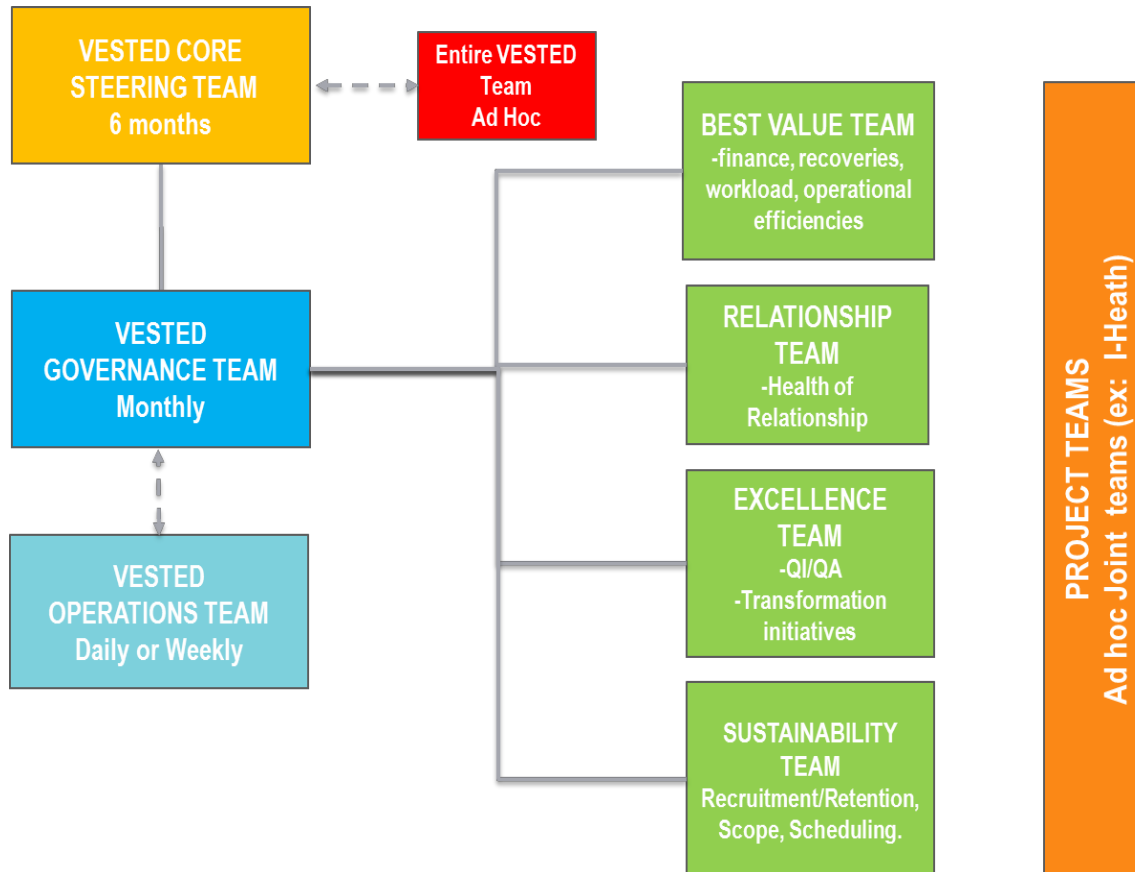 VESTED CORE
STEERING TEAM
6 months
Entire VESTED
Team
Ad Hoc
BEST VALUE TEAM
-finance, recoveries,
workload, operational
efficiencies
VESTED
GOVERNANCE TEAM
Monthly
RELATIONSHIP
TEAM
-Health of
Relationship
VESTED
OPERATIONS TEAM
Daily or Weekly
EXCELLENCE
TEAM
-QI/QA
-Transformation
initiatives
SUSTAINABILITY
TEAM
Recruitment/Retention,
Scope, Scheduling.
PROJECT TEAMS
Ad hoc Joint teams (ex: I-Heath)